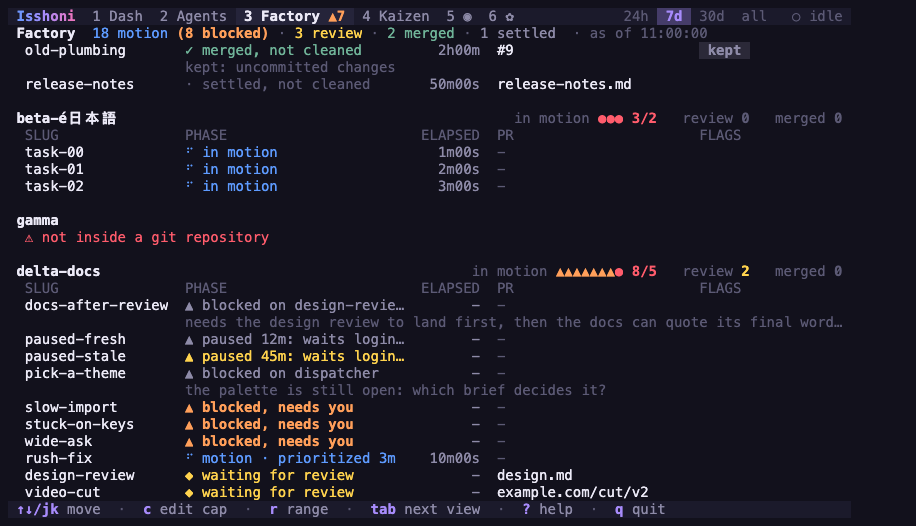 Isshoni 1 Dash 2 Agents 3 Factory ▲7 4 Kaizen 5 ◉ 6 ✿ 24h 7d 30d all ○ idle
Factory 18 motion (8 blocked) · 3 review · 2 merged · 1 settled · as of 11:00:00
old-plumbing ✓ merged, not cleaned 2h00m #9 kept
kept: uncommitted changes
release-notes · settled, not cleaned 50m00s release-notes.md
beta-é日本語 in motion ●●● 3/2 review 0 merged 0
SLUG PHASE ELAPSED PR FLAGS
task-00 ⠋ in motion 1m00s –
task-01 ⠋ in motion 2m00s –
task-02 ⠋ in motion 3m00s –
gamma
⚠ not inside a git repository
delta-docs in motion ▲▲▲▲▲▲▲● 8/5 review 2 merged 0
SLUG PHASE ELAPSED PR FLAGS
docs-after-review ▲ blocked on design-revie… – –
needs the design review to land first, then the docs can quote its final word…
paused-fresh ▲ paused 12m: waits login… – –
paused-stale ▲ paused 45m: waits login… – –
pick-a-theme ▲ blocked on dispatcher – –
the palette is still open: which brief decides it?
slow-import ▲ blocked, needs you – –
stuck-on-keys ▲ blocked, needs you – –
wide-ask ▲ blocked, needs you – –
rush-fix ⠋ motion · prioritized 3m 10m00s –
design-review ◆ waiting for review – design.md
video-cut ◆ waiting for review – example.com/cut/v2
↑↓/jk move · c edit cap · r range · tab next view · ? help · q quit